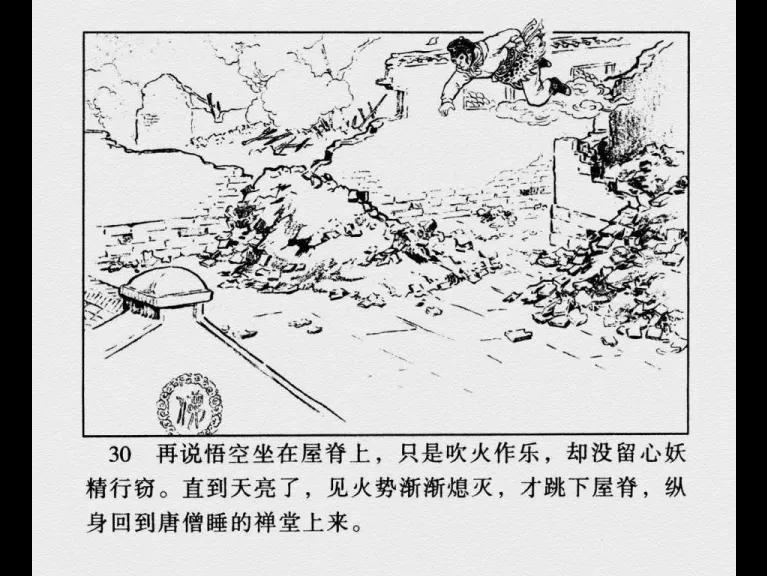 30 再说悟空坐在屋脊上，只是吹火作乐，却没留心妖
精行窃。直到天亮了，见火势渐渐熄灭，才跳下屋脊，纵
身回到唐僧睡的禅堂上来。